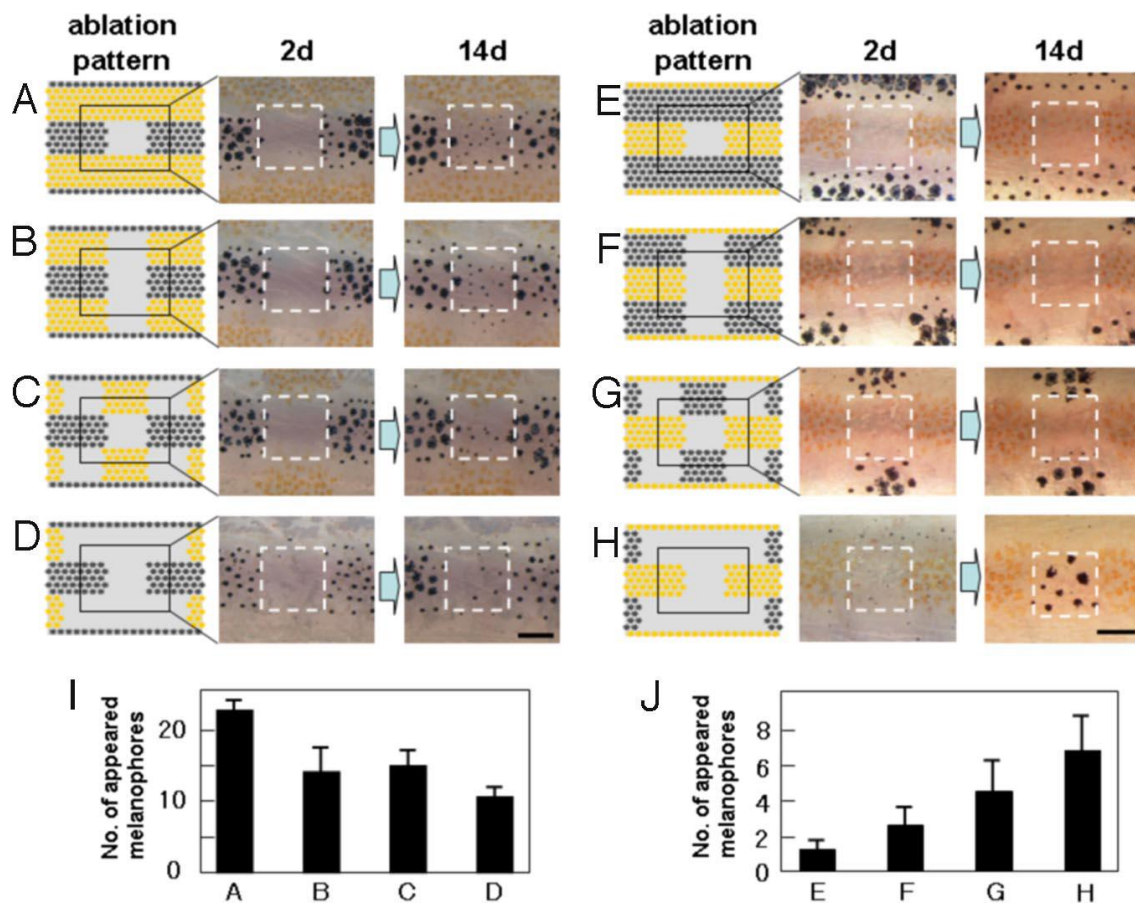 ablation pattern 2d 14d ablation pattern 2d 14d
A
B
C
D
E
F
G
H
I
No. of appeared melanophores
20
10
0
A B C D
J
No. of appeared melanophores
8
6
4
2
0
E F G H